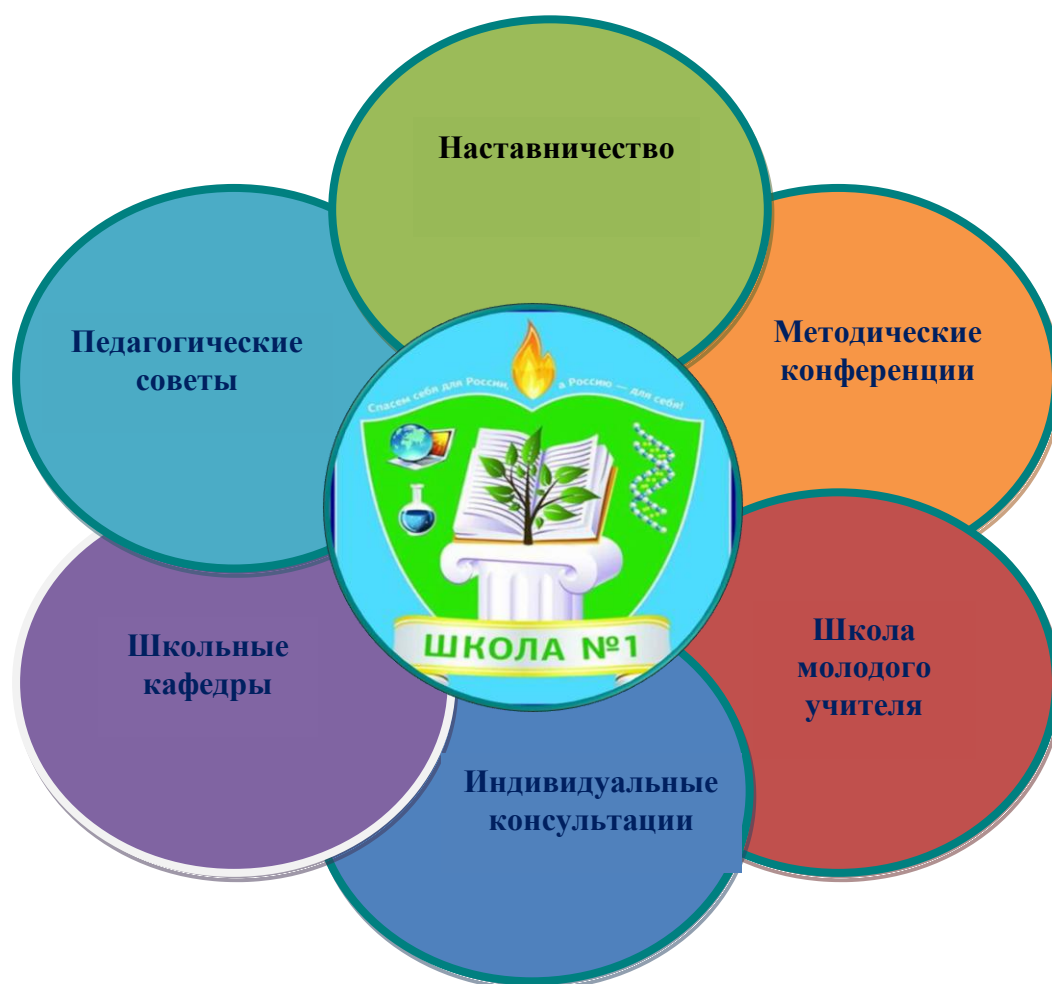 Наставничество
Педагогические
советы
Методические
конференции
Спасем себя для России,
а Россию — для себя!
ШКОЛА №1
Школьные
кафедры
Школа
молодого
учителя
Индивидуальные
консультации